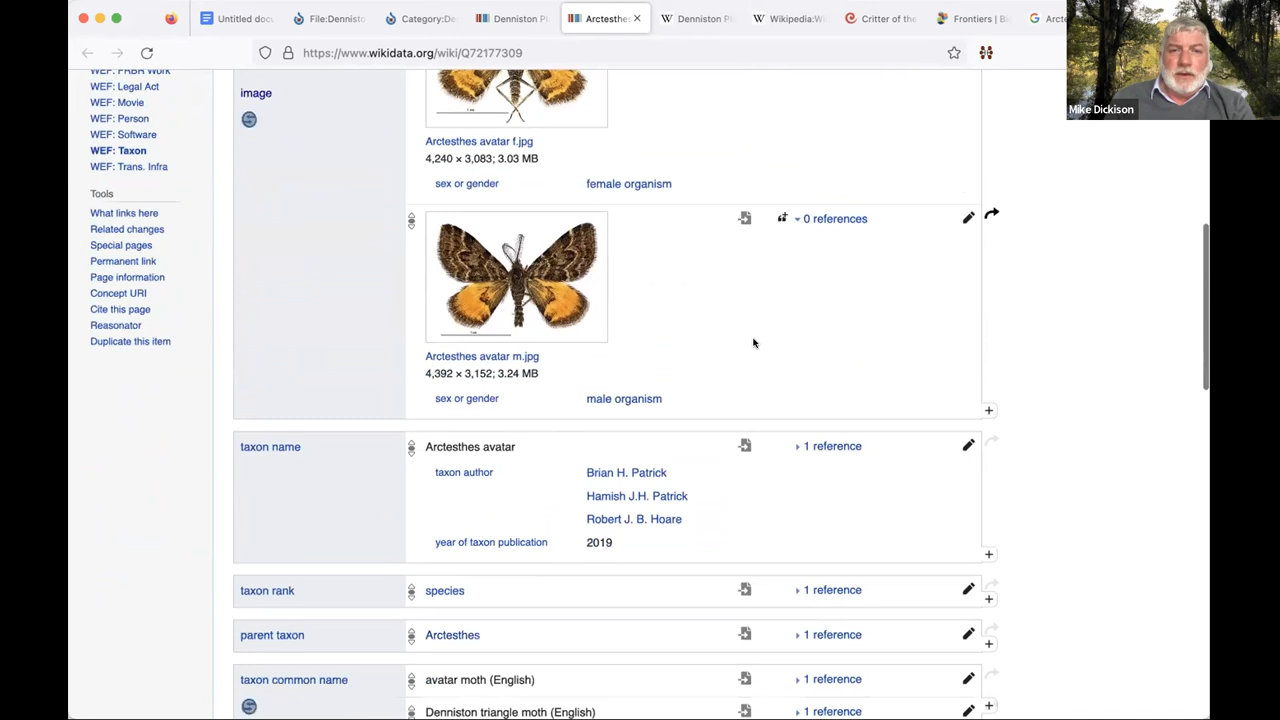 Untitled docu
File:Dennisto
Category:De
Denniston Pl
Arctesthe
Denniston Pl
Wikipedia:W
Critter of the
Frontiers | B
Arcte
https://www.wikidata.org/wiki/Q72177309
Mike Dickison
WEF: FRBR Work
WEF: Legal Act
WEF: Movie
WEF: Person
WEF: Software
WEF: Taxon
WEF: Trans. Infra
Tools
What links here
Related changes
Special pages
Permanent link
Page information
Concept URI
Cite this page
Reasonator
Duplicate this item
image
Arctesthes avatar f.jpg
4,240 × 3,083; 3.03 MB
sex or gender female organism
0 references
Arctesthes avatar m.jpg
4,392 × 3,152; 3.24 MB
sex or gender male organism
taxon name Arctesthes avatar 1 reference
taxon author Brian H. Patrick
Hamish J.H. Patrick
Robert J. B. Hoare
year of taxon publication 2019
taxon rank species 1 reference
parent taxon Arctesthes 1 reference
taxon common name avatar moth (English) 1 reference
Denniston triangle moth (English) 1 reference